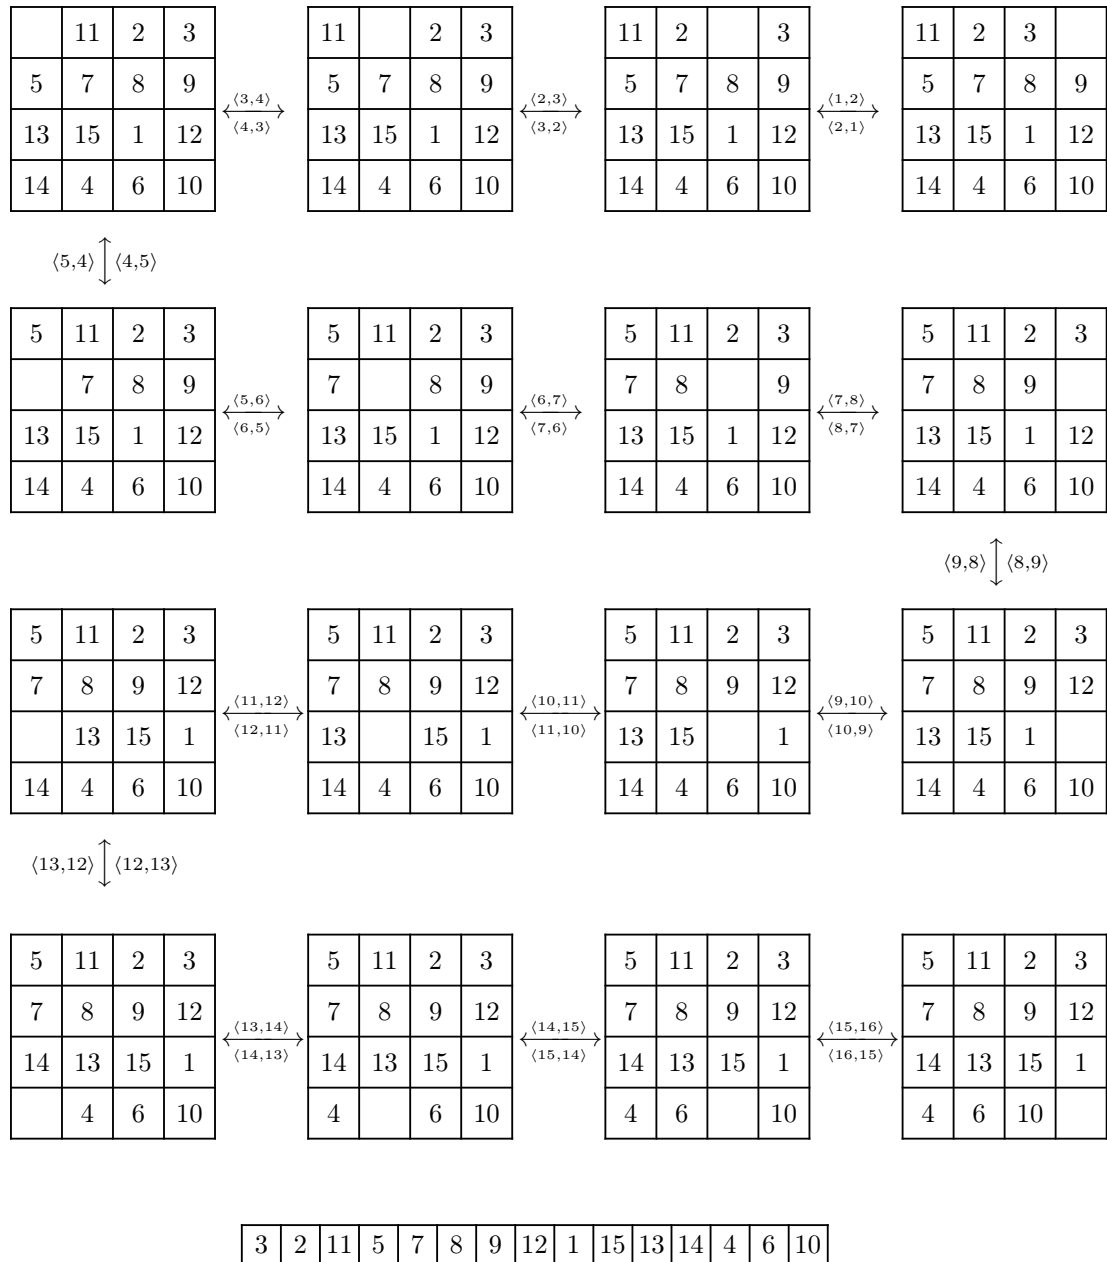 11 2 3 11 2 3 11 2 3 11 2 3
5 7 8 9 5 7 8 9 5 7 8 9 5 7 8 9
⟨3,4⟩ ⟨2,3⟩ ⟨1,2⟩
⟨4,3⟩ ⟨3,2⟩ ⟨2,1⟩
13 15 1 12 13 15 1 12 13 15 1 12 13 15 1 12
14 4 6 10 14 4 6 10 14 4 6 10 14 4 6 10
⟨5,4⟩ ⟨4,5⟩
5 11 2 3 5 11 2 3 5 11 2 3 5 11 2 3
7 8 9 7 8 9 7 8 9 7 8 9
⟨5,6⟩ ⟨6,7⟩ ⟨7,8⟩
⟨6,5⟩ ⟨7,6⟩ ⟨8,7⟩
13 15 1 12 13 15 1 12 13 15 1 12 13 15 1 12
14 4 6 10 14 4 6 10 14 4 6 10 14 4 6 10
⟨9,8⟩ ⟨8,9⟩
5 11 2 3 5 11 2 3 5 11 2 3 5 11 2 3
7 8 9 12 7 8 9 12 7 8 9 12 7 8 9 12
⟨11,12⟩ ⟨10,11⟩ ⟨9,10⟩
⟨12,11⟩ ⟨11,10⟩ ⟨10,9⟩
13 15 1 13 15 1 13 15 1 13 15 1
14 4 6 10 14 4 6 10 14 4 6 10 14 4 6 10
⟨13,12⟩ ⟨12,13⟩
5 11 2 3 5 11 2 3 5 11 2 3 5 11 2 3
7 8 9 12 7 8 9 12 7 8 9 12 7 8 9 12
⟨13,14⟩ ⟨14,15⟩ ⟨15,16⟩
⟨14,13⟩ ⟨15,14⟩ ⟨16,15⟩
14 13 15 1 14 13 15 1 14 13 15 1 14 13 15 1
4 6 10 4 6 10 4 6 10 4 6 10
3 2 11 5 7 8 9 12 1 15 13 14 4 6 10